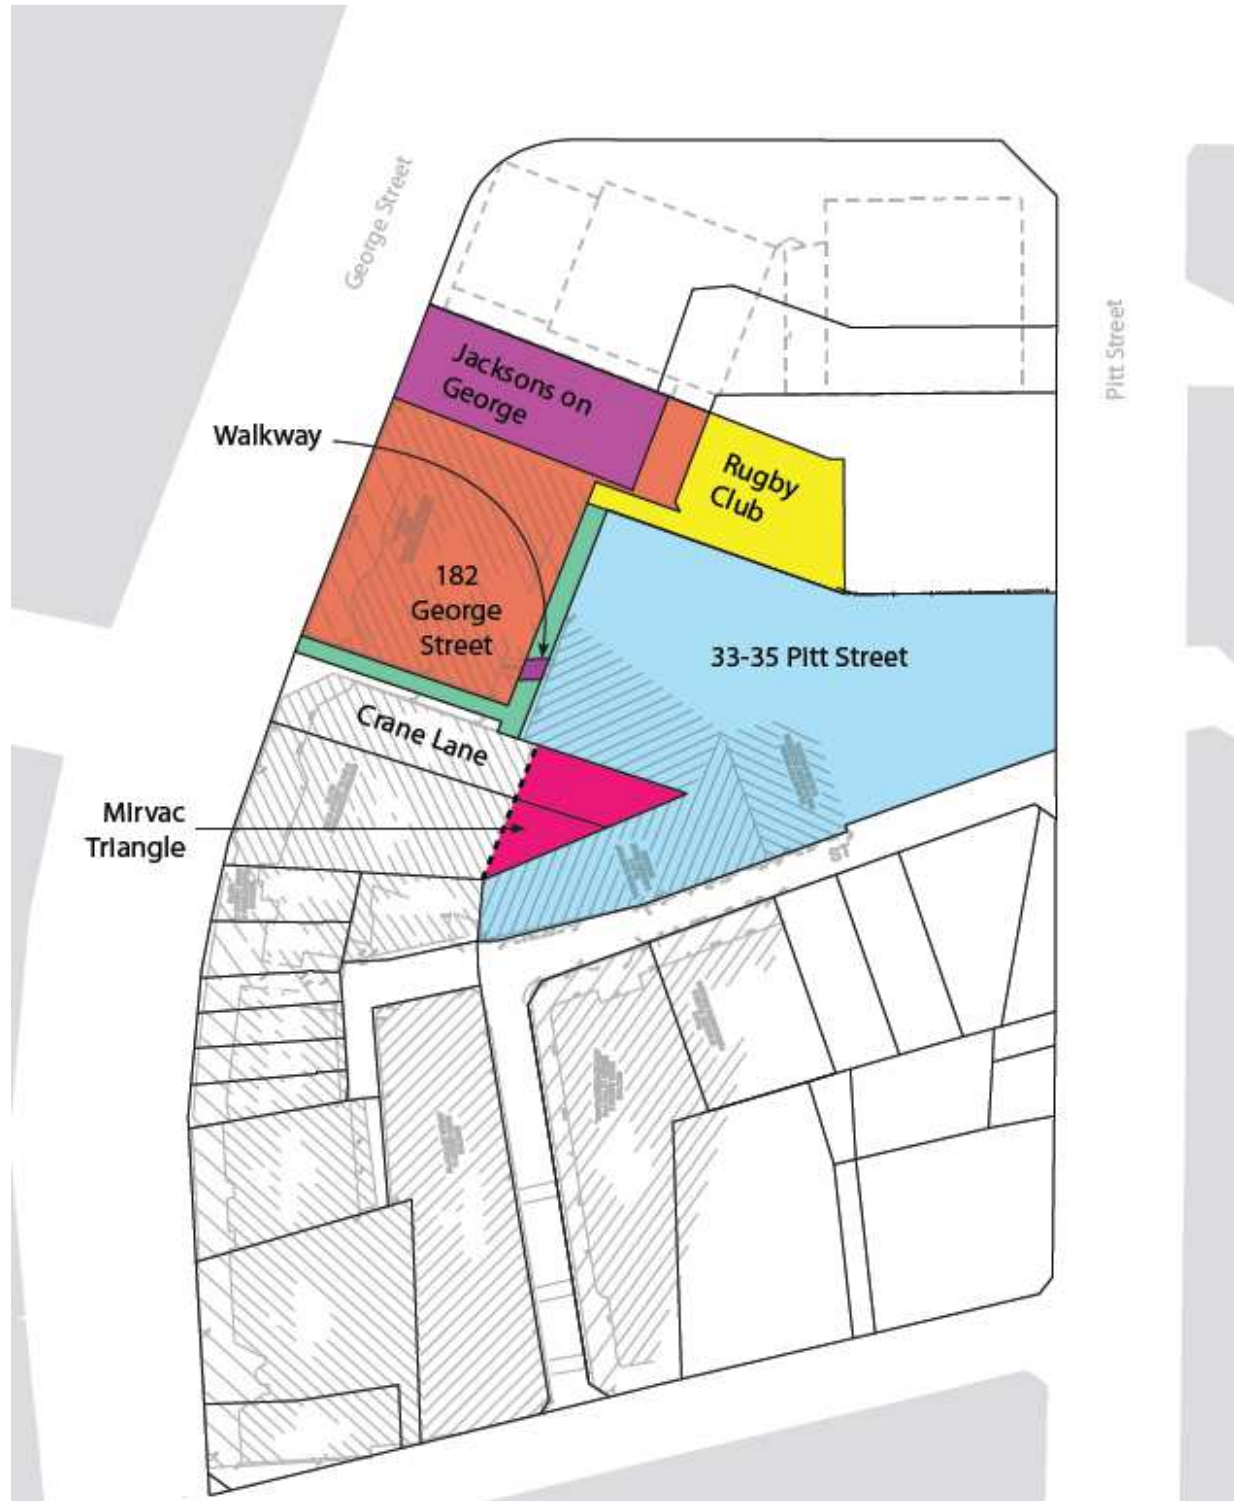 George Street
Pitt Street
Jacksons on
George
Walkway
Rugby
Club
182
George
Street
33-35 Pitt Street
Crane Lane
Mirvac
Triangle
ST